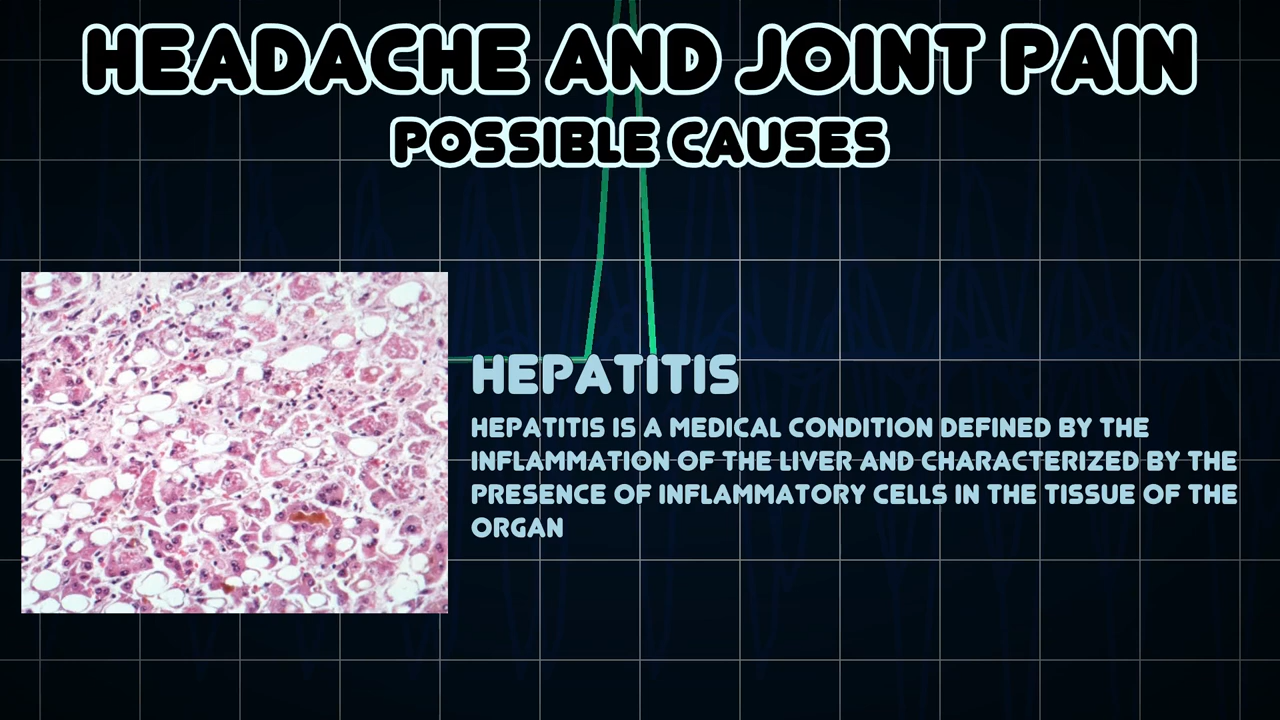 HEADACHE AND JOINT PAIN
POSSIBLE CAUSES
HEPATITIS
HEPATITIS IS A MEDICAL CONDITION DEFINED BY THE
INFLAMMATION OF THE LIVER AND CHARACTERIZED BY THE
PRESENCE OF INFLAMMATORY CELLS IN THE TISSUE OF THE
ORGAN